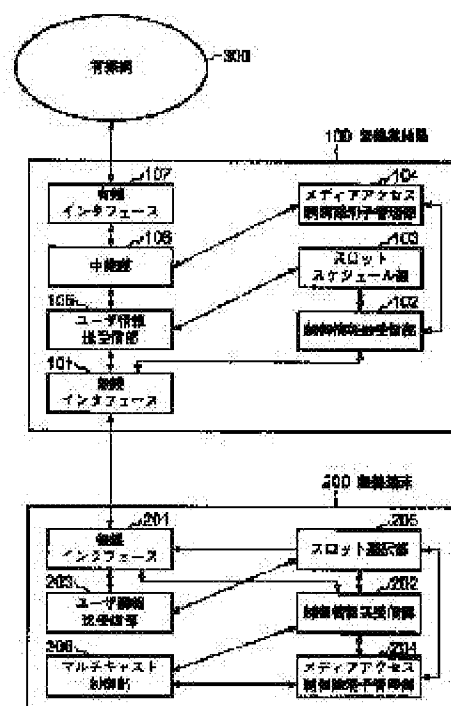 有線網
300
100 無線基地局
107
有線
インタフェース
104
メディアアクセス
制御識別子管理部
106
中継部
103
スロット
スケジュール部
105
ユーザ情報
送受信部
102
制御情報送受信部
101
無線
インタフェース
200 無線端末
201
無線
インタフェース
205
スロット選択部
203
ユーザ情報
送受信部
202
制御情報送受信部
206
マルチキャスト
制御部
204
メディアアクセス
制御識別子管理部